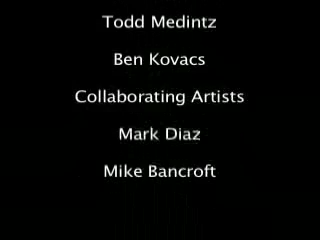 Todd Medintz
Ben Kovacs
Collaborating Artists
Mark Diaz
Mike Bancroft